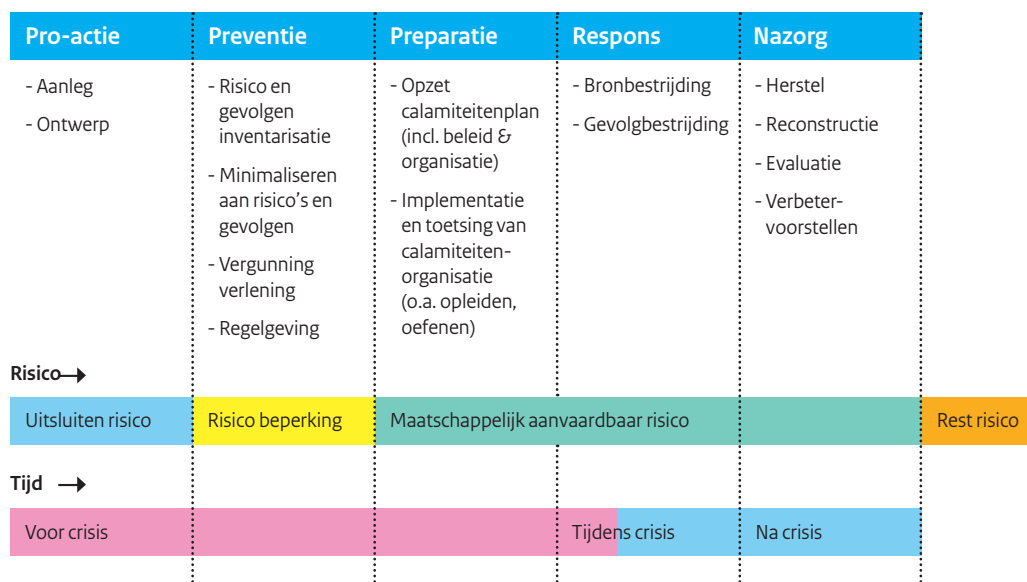 Pro-actie
Preventie
Preparatie
Respons
Nazorg
- Aanleg
- Ontwerp
- Risico en
gevolgen
inventarisatie
- Minimaliseren
aan risico's en
gevolgen
- Vergunning
verlening
- Regelgeving
- Opzet
calamiteitenplan
(incl. beleid &
organisatie)
- Implementatie
en toetsing van
calamiteiten-
organisatie
(o.a. opleiden,
oefenen)
- Bronbestrijding
- Gevolgbestrijding
- Herstel
- Reconstructie
- Evaluatie
- Verbeter-
voorstellen
Risico
Uitsluiten risico
Risico beperking
Maatschappelijk aanvaardbaar risico
Rest risico
Tijd
Voor crisis
Tijdens crisis
Na crisis